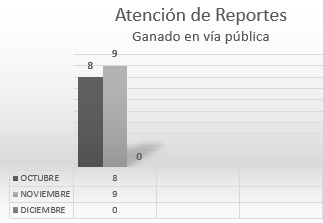 Atención de Reportes
Ganado en vía pública
8
9
0
OCTUBRE 8
NOVIEMBRE 9
DICIEMBRE 0